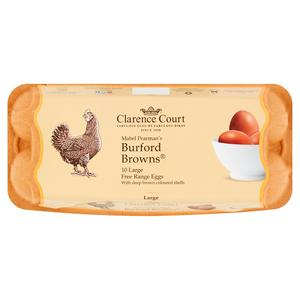 Clarence Court
FABULOUS EGGS BY FABULOUS BIRDS
SINCE 1928
Mabel Pearman's
Burford
Browns®
10 Large
Free Range Eggs
With deep brown coloured shells
Large